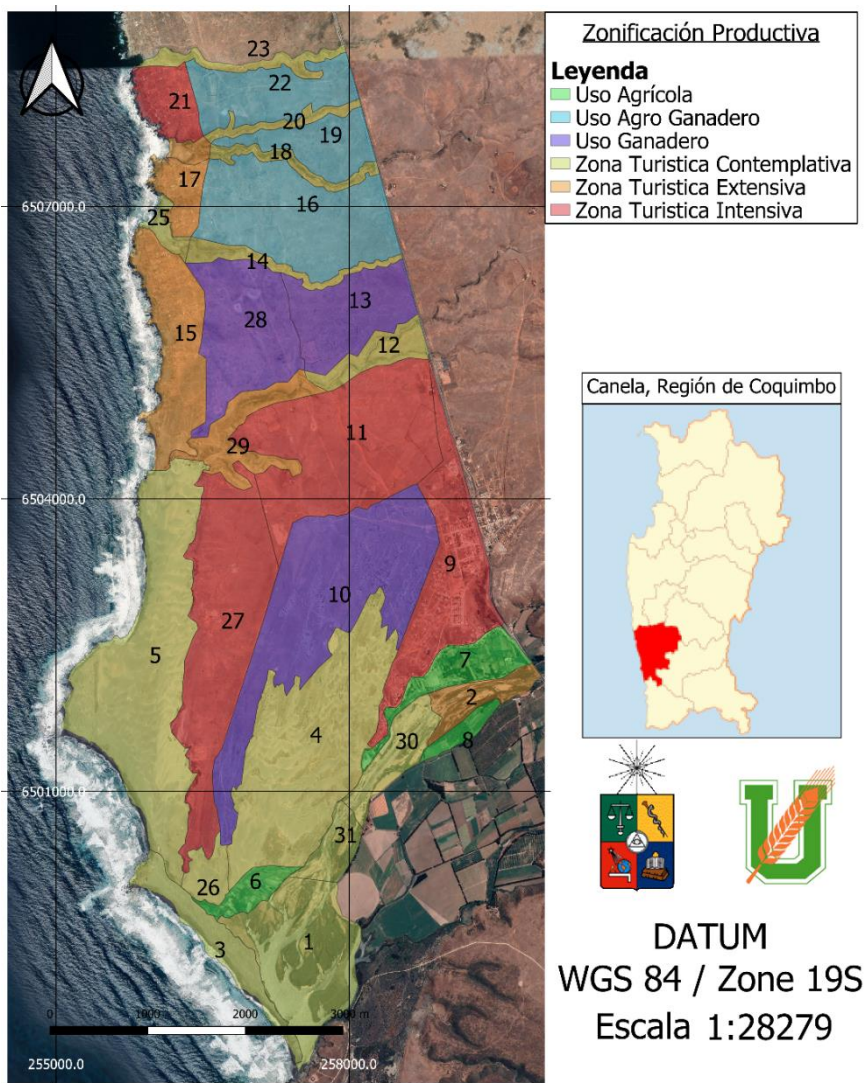 Zonificación Productiva
Leyenda
Uso Agrícola
Uso Agro Ganadero
Uso Ganadero
Zona Turistica Contemplativa
Zona Turistica Extensiva
Zona Turistica Intensiva
23
22
21
20
19
18
17
16
6507000.0
25
14
13
28
15
12
11
29
6504000.0
9
10
27
5
7
2
4
30
8
6501000.0
31
6
26
3
1
0
1000
2000
3000 m
255000.0
258000.0
Canela, Región de Coquimbo
U
DATUM
WGS 84 / Zone 19S
Escala 1:28279